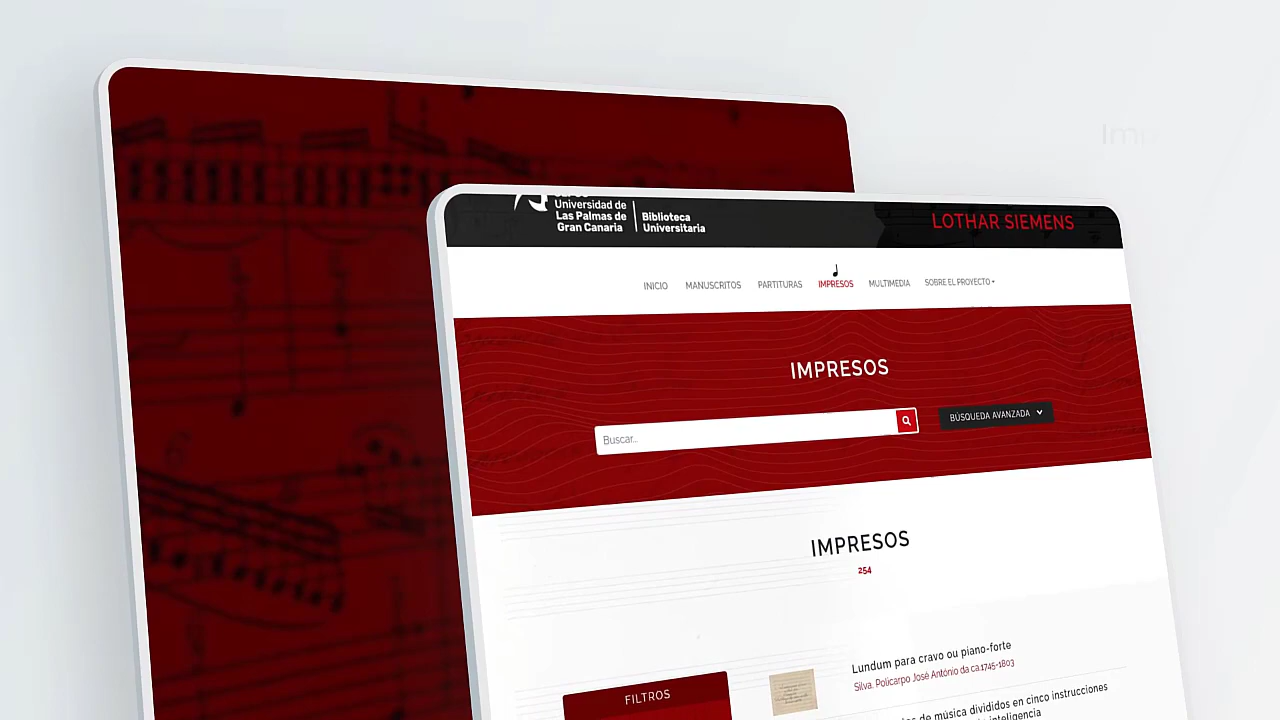 Universidad de
Las Palmas de
Gran Canaria
Biblioteca
Universitaria
LOTHAR SIEMENS
INICIO MANUSCRITOS PARTITURAS IMPRESOS MULTIMEDIA SOBRE EL PROYECTO
IMPRESOS
Buscar...
BÚSQUEDA AVANZADA
IMPRESOS
254
FILTROS
Lundum para cravo ou piano-forte
Silva, Policarpo José António da ca.1745-1803
de música divididos en cinco instrucciones
inteligencia